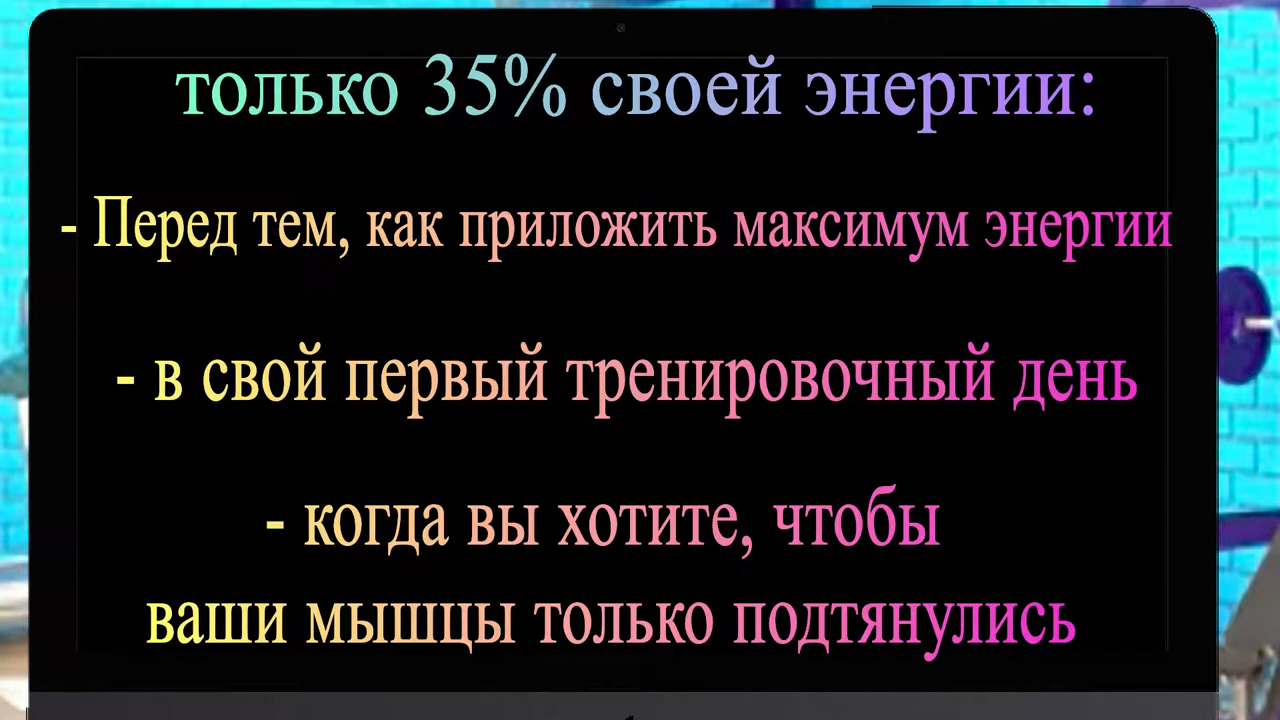 только 35% своей энергии:
- Перед тем, как приложить максимум энергии
- в свой первый тренировочный день
- когда вы хотите, чтобы
ваши мышцы только подтянулись